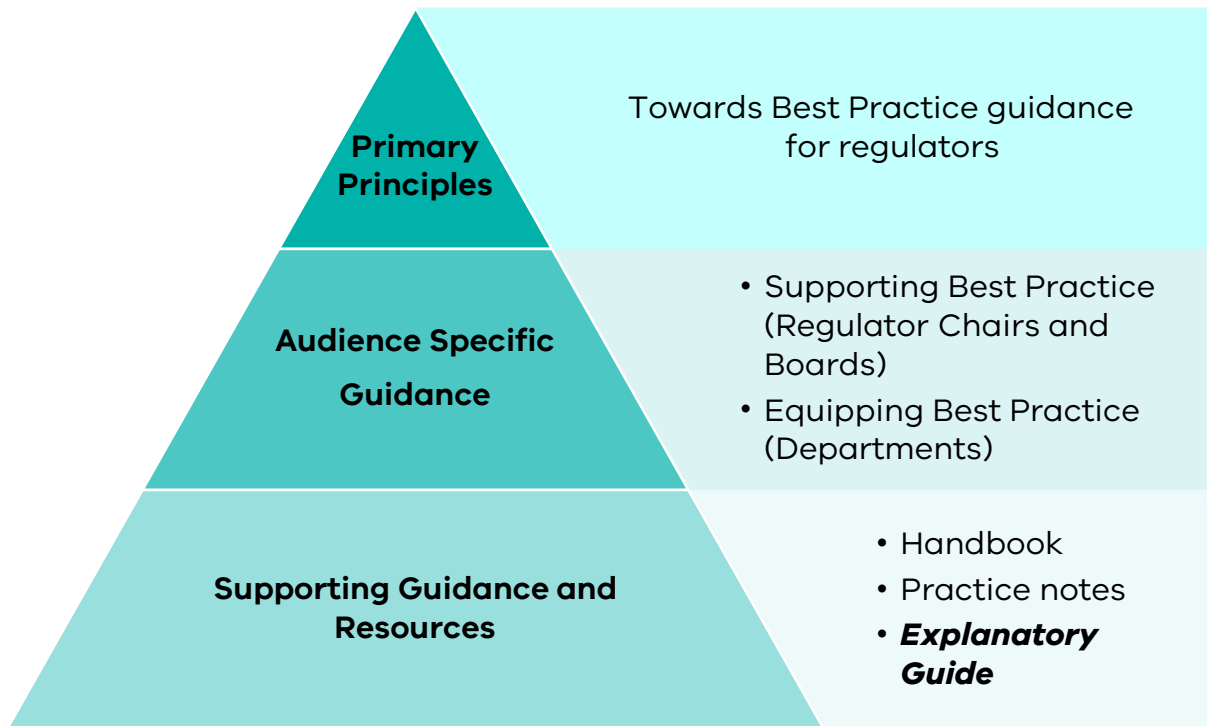 Primary
Principles
Towards Best Practice guidance
for regulators
Audience Specific
Guidance
• Supporting Best Practice
(Regulator Chairs and
Boards)
• Equipping Best Practice
(Departments)
Supporting Guidance and
Resources
• Handbook
• Practice notes
• Explanatory
Guide